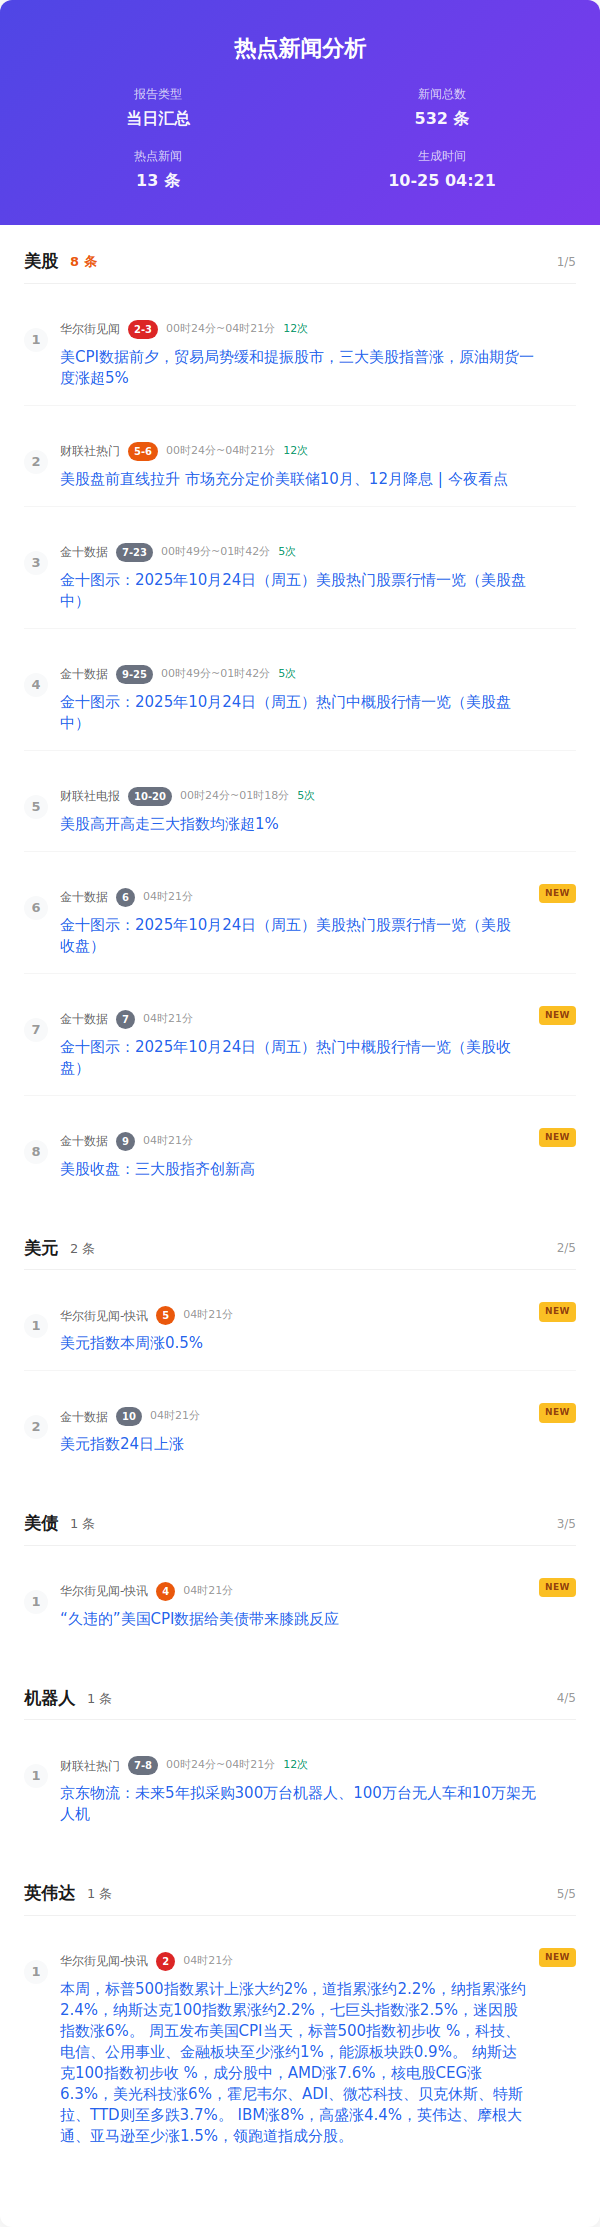 热点新闻分析
报告类型
新闻总数
当日汇总
532 条
热点新闻
生成时间
13 条
10-25 04:21
美股 8 条 1/5
1 华尔街见闻 2-3 00时24分~04时21分 12次
美CPI数据前夕，贸易局势缓和提振股市，三大美股指普涨，原油期货一
度涨超5%
2 财联社热门 5-6 00时24分~04时21分 12次
美股盘前直线拉升 市场充分定价美联储10月、12月降息 | 今夜看点
3 金十数据 7-23 00时49分~01时42分 5次
金十图示：2025年10月24日（周五）美股热门股票行情一览（美股盘
中）
4 金十数据 9-25 00时49分~01时42分 5次
金十图示：2025年10月24日（周五）热门中概股行情一览（美股盘
中）
5 财联社电报 10-20 00时24分~01时18分 5次
美股高开高走三大指数均涨超1%
6 金十数据 6 04时21分 NEW
金十图示：2025年10月24日（周五）美股热门股票行情一览（美股
收盘）
7 金十数据 7 04时21分 NEW
金十图示：2025年10月24日（周五）热门中概股行情一览（美股收
盘）
8 金十数据 9 04时21分 NEW
美股收盘：三大股指齐创新高
美元 2 条 2/5
1 华尔街见闻-快讯 5 04时21分 NEW
美元指数本周涨0.5%
2 金十数据 10 04时21分 NEW
美元指数24日上涨
美债 1 条 3/5
1 华尔街见闻-快讯 4 04时21分 NEW
“久违的”美国CPI数据给美债带来膝跳反应
机器人 1 条 4/5
1 财联社热门 7-8 00时24分~04时21分 12次
京东物流：未来5年拟采购300万台机器人、100万台无人车和10万架无
人机
英伟达 1 条 5/5
1 华尔街见闻-快讯 2 04时21分 NEW
本周，标普500指数累计上涨大约2%，道指累涨约2.2%，纳指累涨约
2.4%，纳斯达克100指数累涨约2.2%，七巨头指数涨2.5%，迷因股
指数涨6%。 周五发布美国CPI当天，标普500指数初步收 %，科技、
电信、公用事业、金融板块至少涨约1%，能源板块跌0.9%。 纳斯达
克100指数初步收 %，成分股中，AMD涨7.6%，核电股CEG涨
6.3%，美光科技涨6%，霍尼韦尔、ADI、微芯科技、贝克休斯、特斯
拉、TTD则至多跌3.7%。 IBM涨8%，高盛涨4.4%，英伟达、摩根大
通、亚马逊至少涨1.5%，领跑道指成分股。